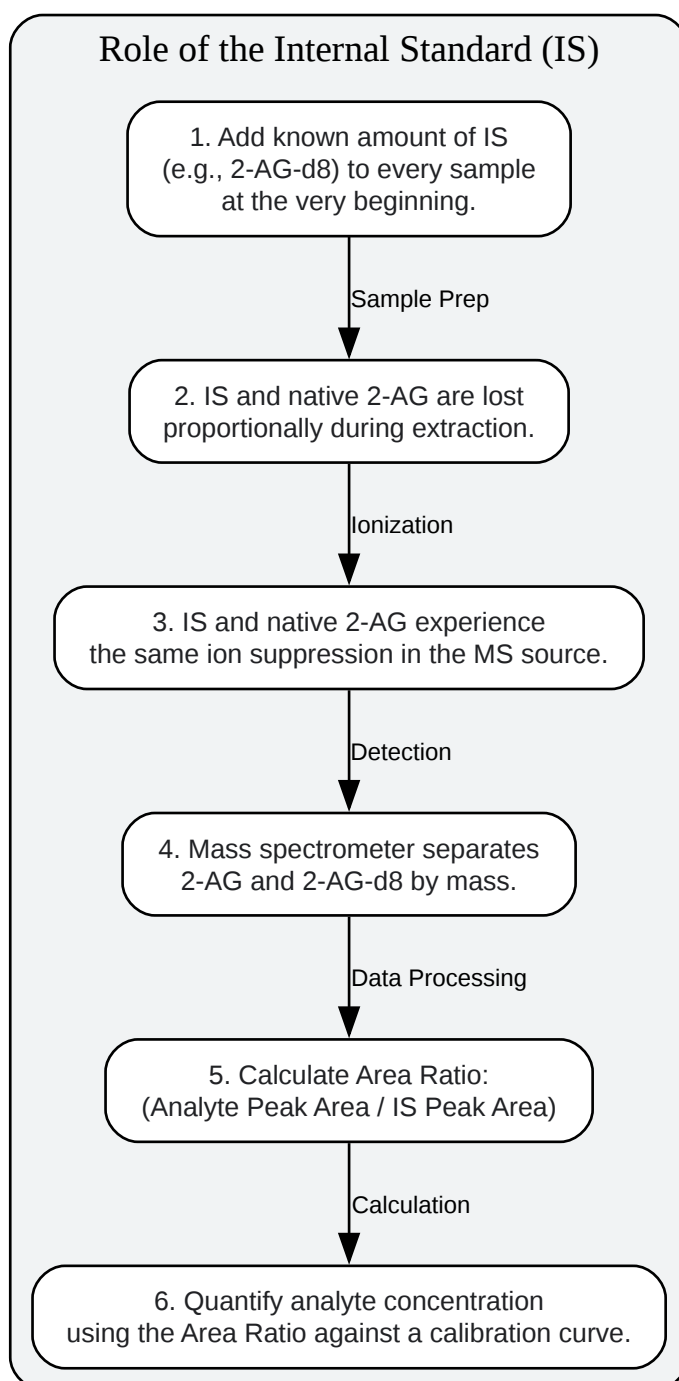 Role of the Internal Standard (IS)
1. Add known amount of IS
(e.g., 2-AG-d8) to every sample
at the very beginning.
Sample Prep
2. IS and native 2-AG are lost
proportionally during extraction.
Ionization
3. IS and native 2-AG experience
the same ion suppression in the MS source.
Detection
4. Mass spectrometer separates
2-AG and 2-AG-d8 by mass.
Data Processing
5. Calculate Area Ratio:
(Analyte Peak Area / IS Peak Area)
Calculation
6. Quantify analyte concentration
using the Area Ratio against a calibration curve.